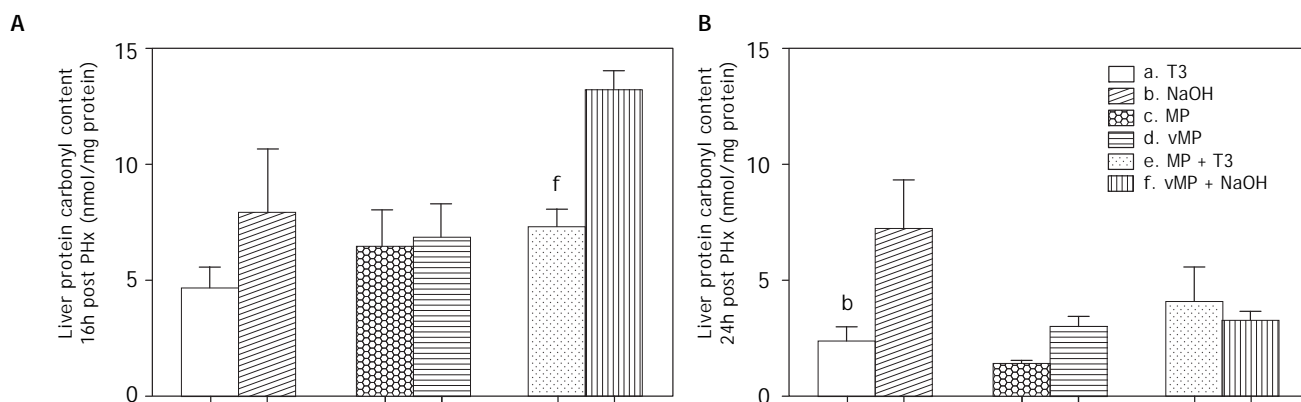 A
Liver protein carbonyl content
16h post PHx (nmol/mg protein)
15
10
5
0
f
B
Liver protein carbonyl content
24h post PHx (nmol/mg protein)
15
10
5
0
b
a. T3
b. NaOH
c. MP
d. vMP
e. MP + T3
f. vMP + NaOH